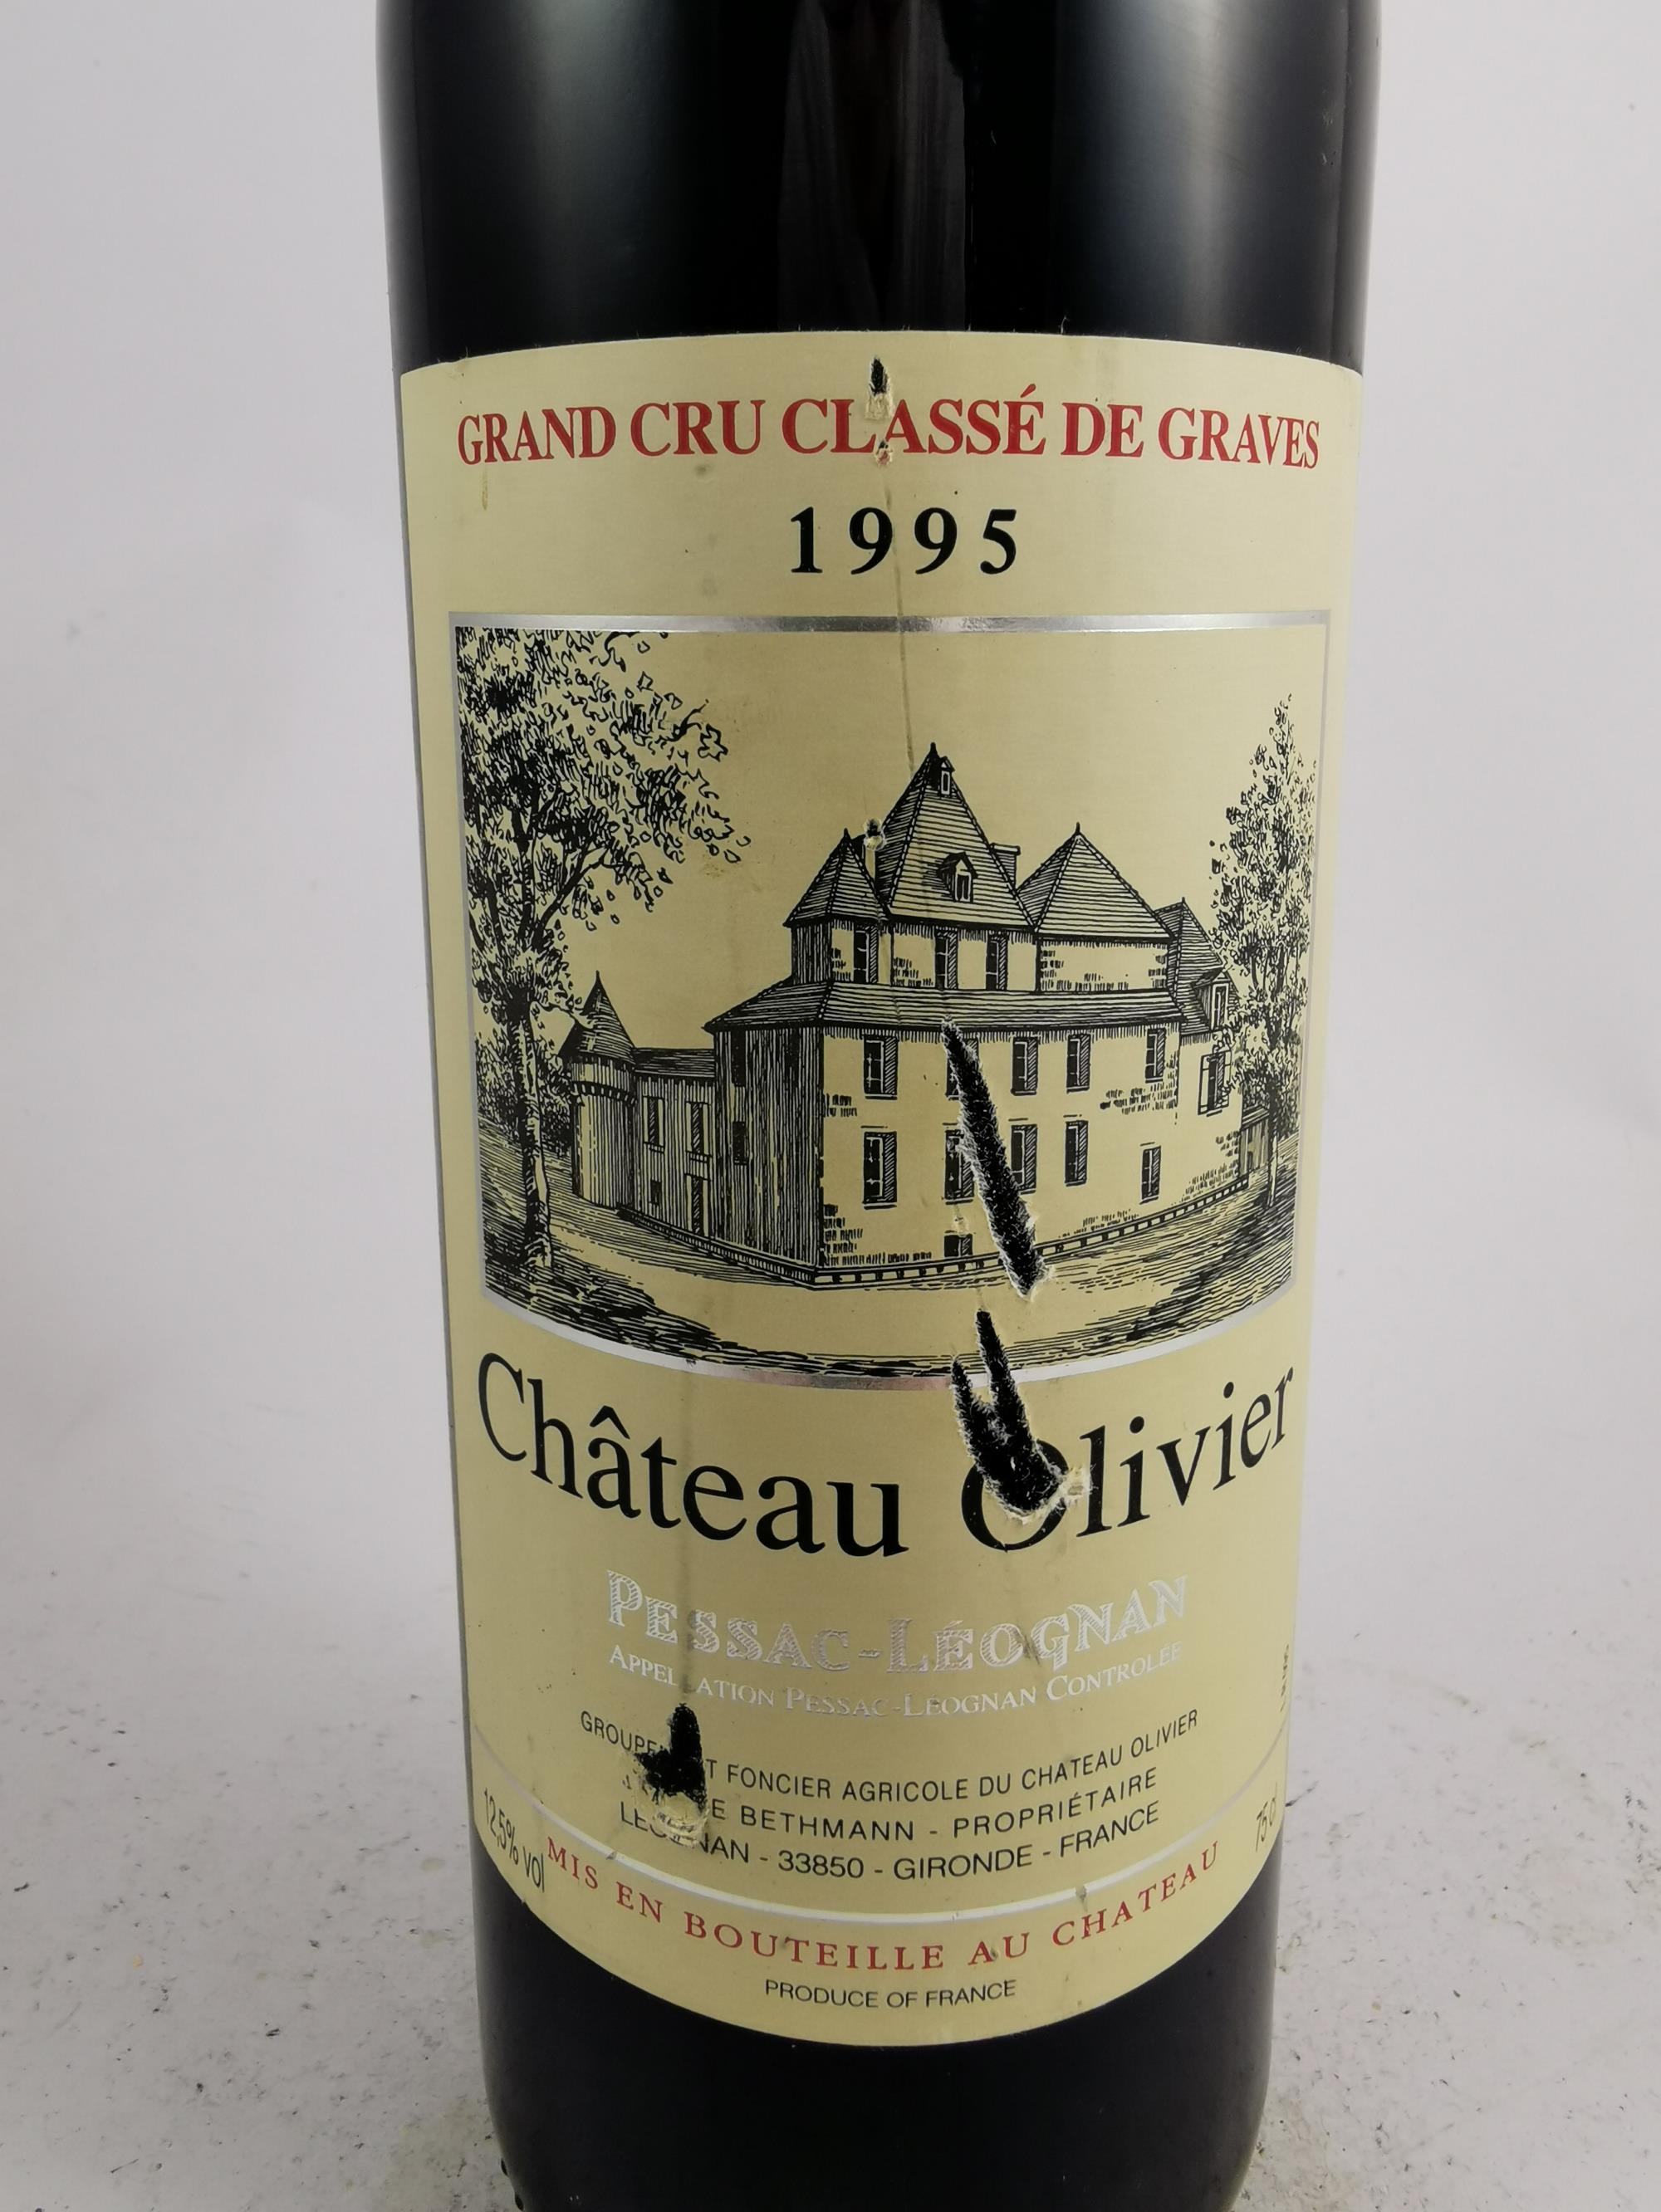 GRAND CRU CLASSÉ DE GRAVES
1995
Château Olivier
PESSAC-LÉOGNAN
APPELLATION PESSAC-LÉOGNAN CONTROLÉE
FONCIER AGRICOLE DU CHATEAU OLIVIER
BETHMANN - PROPRIÉTAIRE
LÉOGNAN - 33850 - GIRONDE - FRANCE
12,5% vol
75 cl
MIS EN BOUTEILLE AU CHATEAU
PRODUCE OF FRANCE